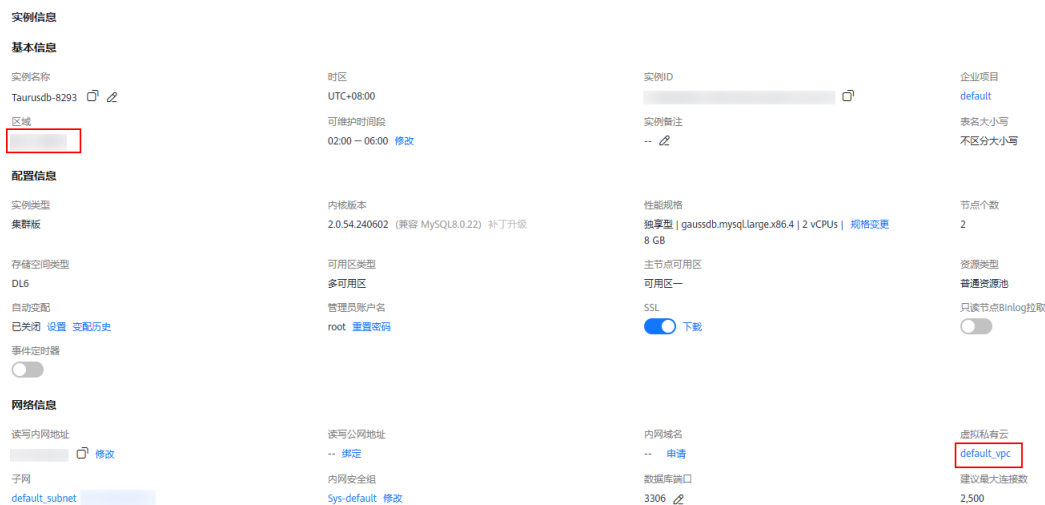 实例信息
基本信息
实例名称 时区 实例ID 企业项目
Taurusdb-8293 UTC+08:00 default
区域 可维护时间段 实例备注 表名大小写
02:00 — 06:00 修改 -- 不区分大小写
配置信息
实例类型 内核版本 性能规格 节点个数
集群版 2.0.54.240602 (兼容 MySQL8.0.22) 补丁升级 独享型 | gaussdb.mysql.large.x86.4 | 2 vCPUs | 规格变更 2
8 GB
存储空间类型 可用区类型 主节点可用区 资源类型
DL6 多可用区 可用区一 普通资源池
自动变配 管理员账户名 SSL 只读节点Binlog拉取
已关闭 设置 变配历史 root 重置密码 下载
事件定时器
网络信息
读写内网地址 读写公网地址 内网域名 虚拟私有云
修改 -- 绑定 -- 申请 default_vpc
子网 内网安全组 数据库端口 建议最大连接数
default_subnet Sys-default 修改 3306 2,500